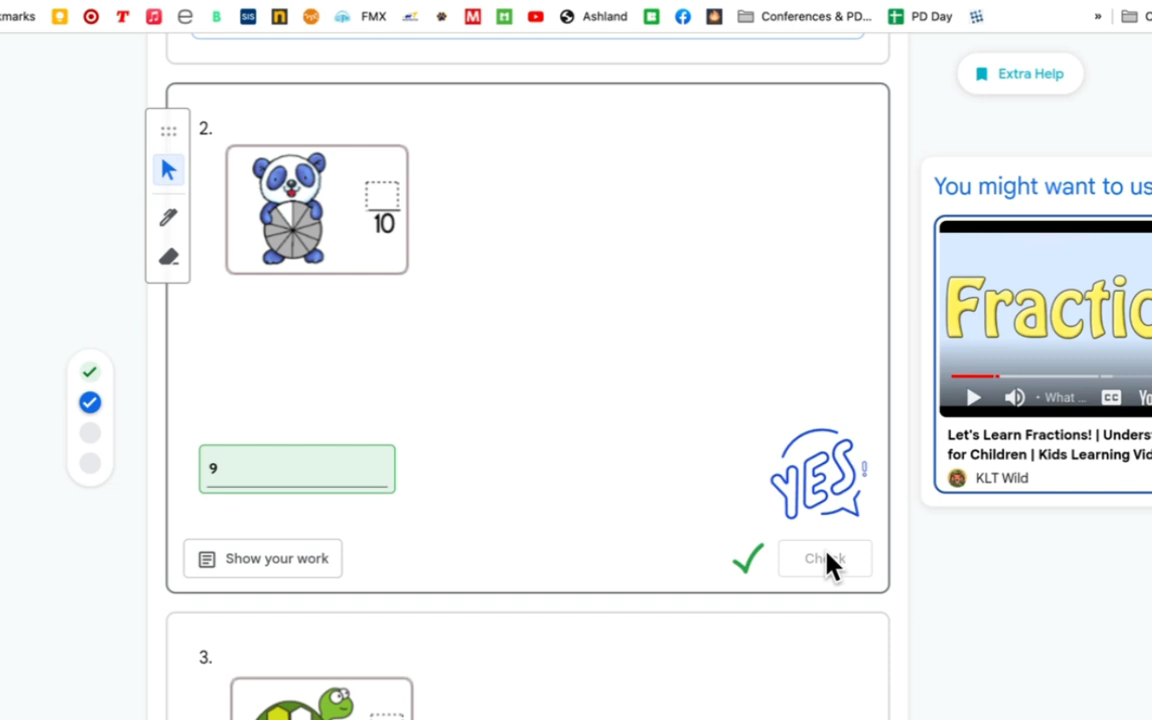 kmarks
T
e
B
SIS
n
FMX
M
Ashland
Conferences & PD...
PD Day
»
Extra Help
2.
10
9
YES!
Show your work
Check
You might want to us
Fractio
What ...
CC
Let's Learn Fractions! | Unders
for Children | Kids Learning Vid
KLT Wild
3.